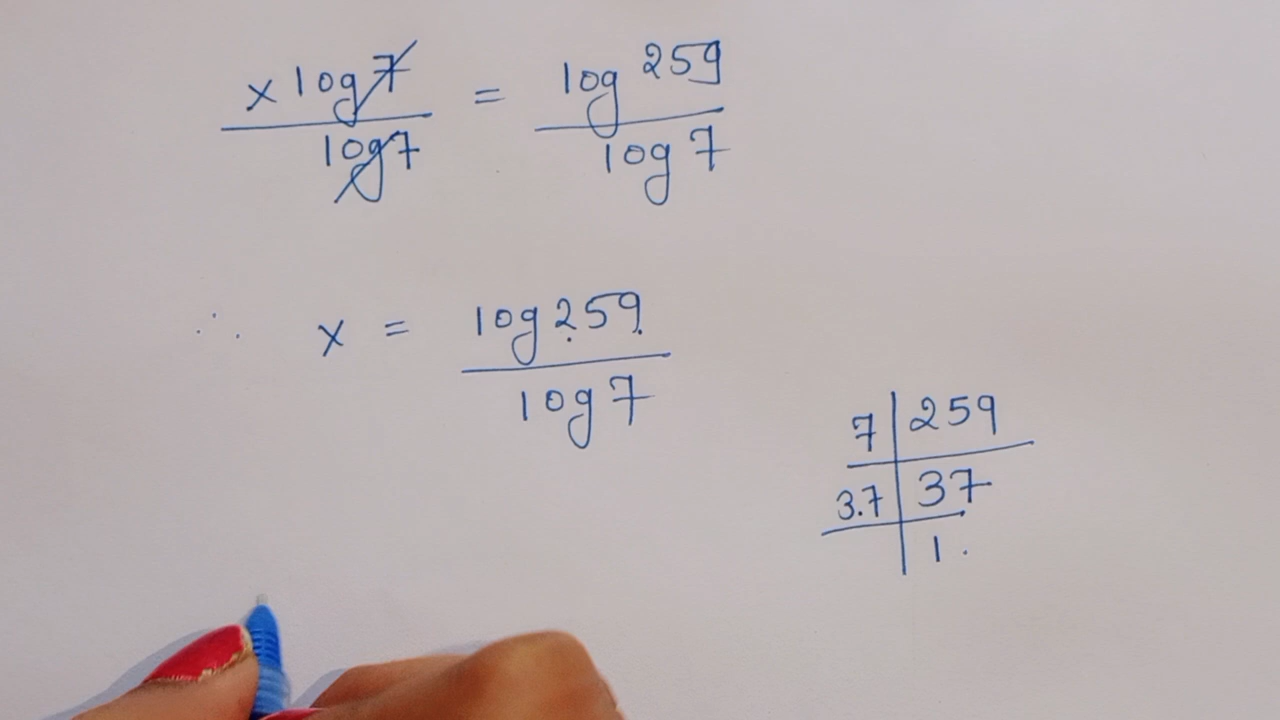 x log 7 = log 259
log 7 log 7
∴ x = log 259
log 7
7 | 259
3.7 | 37
1.